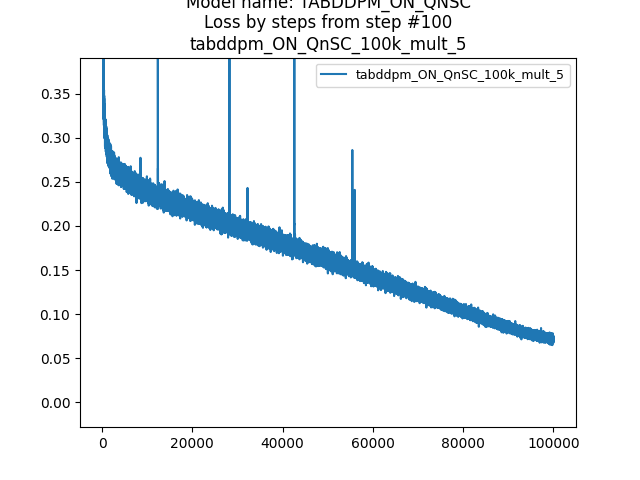 Model name: TABDDPM_ON_QNSC
Loss by steps from step #100
tabddpm_ON_QnSC_100k_mult_5
tabddpm_ON_QnSC_100k_mult_5
0.35
0.30
0.25
0.20
0.15
0.10
0.05
0.00
0 20000 40000 60000 80000 100000